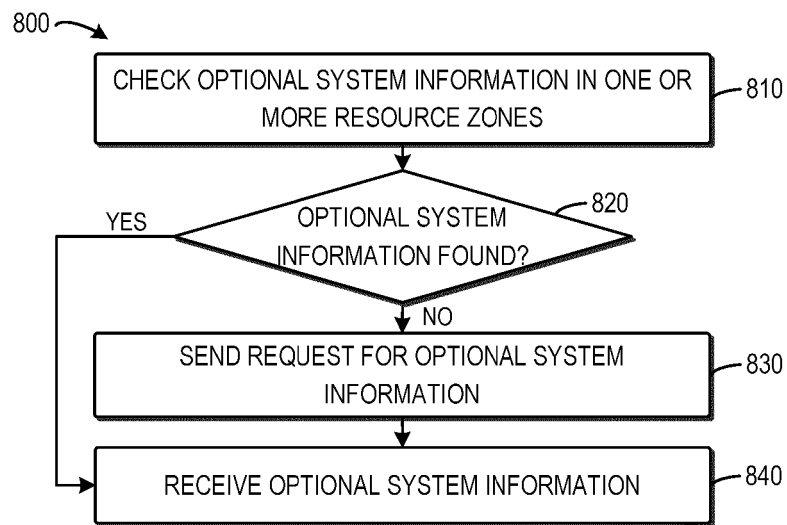 800
CHECK OPTIONAL SYSTEM INFORMATION IN ONE OR
MORE RESOURCE ZONES
810
YES
OPTIONAL SYSTEM
INFORMATION FOUND?
820
NO
SEND REQUEST FOR OPTIONAL SYSTEM
INFORMATION
830
RECEIVE OPTIONAL SYSTEM INFORMATION
840